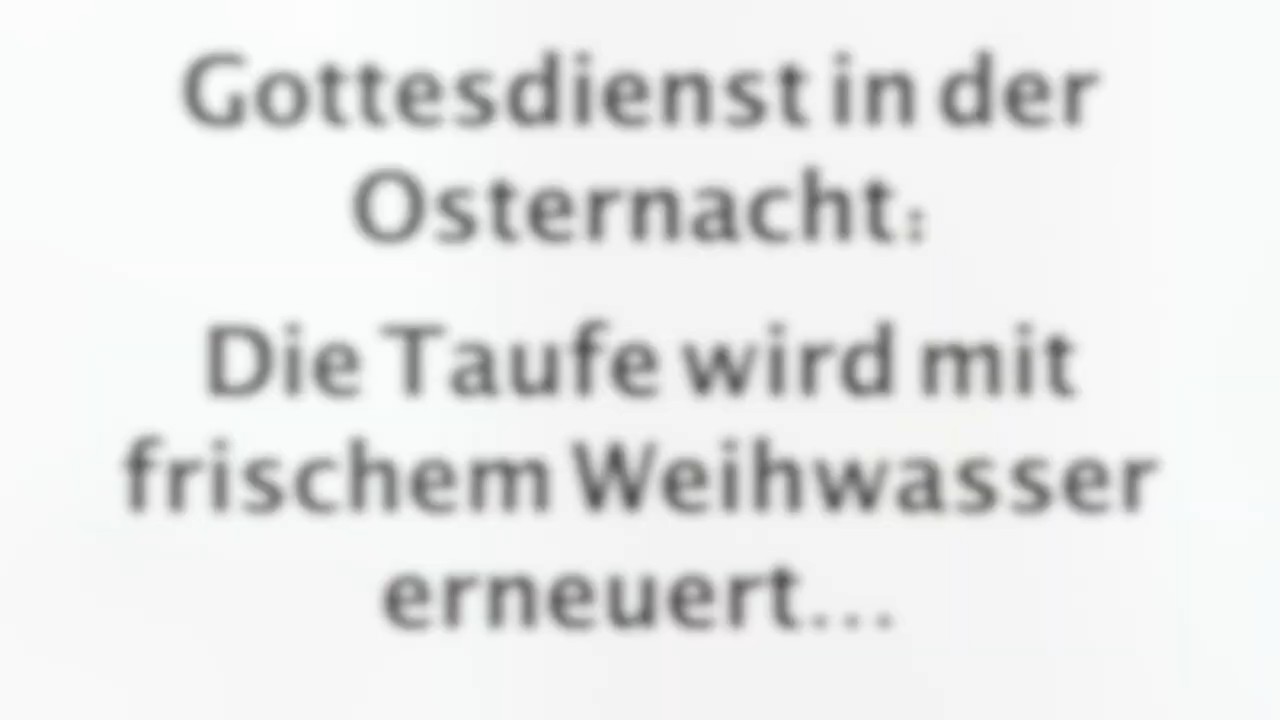 Gottesdienst in der
Osternacht:
Die Taufe wird mit
frischem Weihwasser
erneuert...